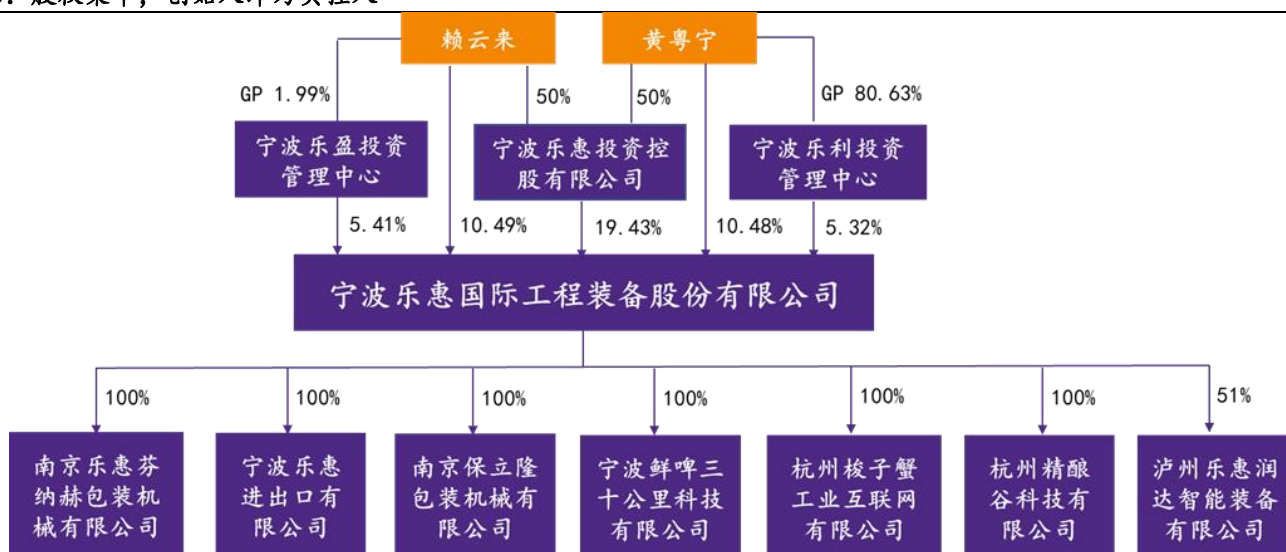 赖云来
黄粤宁
GP 1.99%
50%
50%
GP 80.63%
宁波乐盈投资
管理中心
宁波乐惠投资控
股有限公司
宁波乐利投资
管理中心
5.41%
10.49%
19.43%
10.48%
5.32%
宁波乐惠国际工程装备股份有限公司
100%
100%
100%
100%
100%
100%
51%
南京乐惠芬
纳赫包装机
械有限公司
宁波乐惠
进出口有
限公司
南京保立隆
包装机械有
限公司
宁波鲜啤三
十公里科技
有限公司
杭州梭子蟹
工业互联网
有限公司
杭州精酿
谷科技有
限公司
泸州乐惠润
达智能装备
有限公司